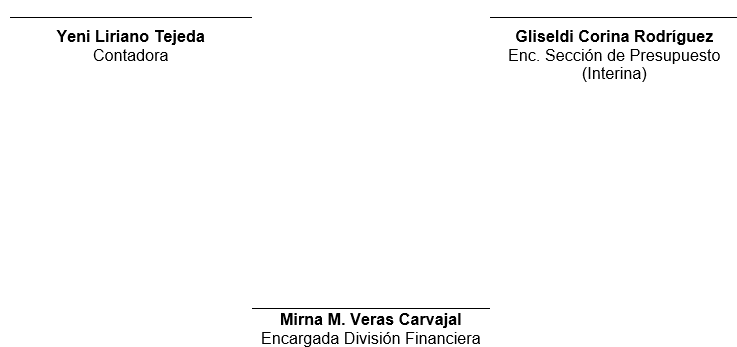 Yeni Liriano Tejeda
Contadora
Gliseldi Corina Rodríguez
Enc. Sección de Presupuesto
(Interina)
Mirna M. Veras Carvajal
Encargada División Financiera